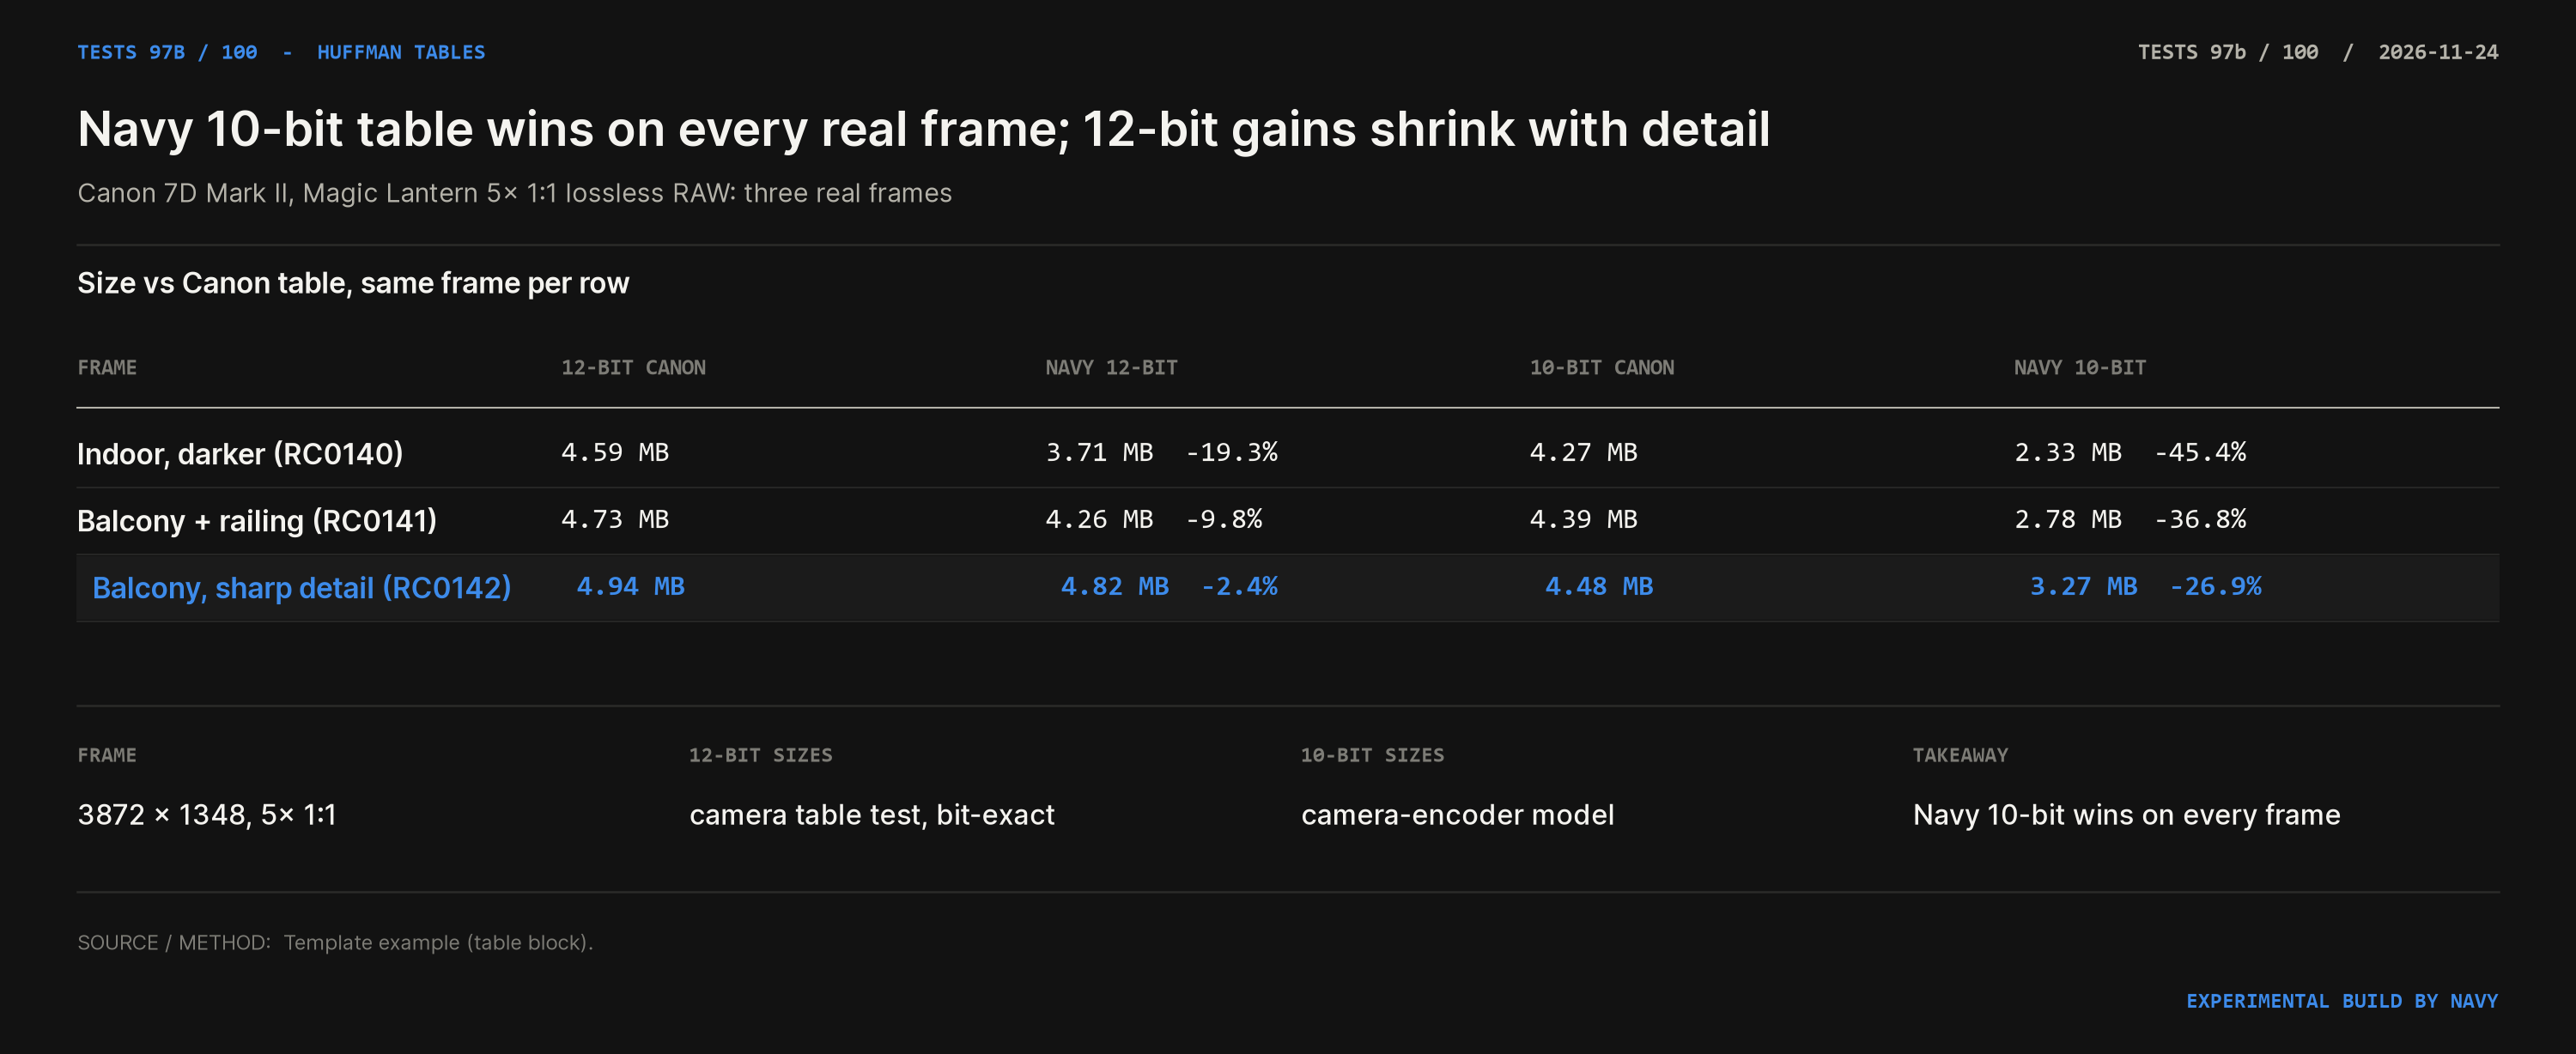 TESTS 97B / 100 - HUFFMAN TABLES
TESTS 97b / 100 / 2026-11-24
Navy 10-bit table wins on every real frame; 12-bit gains shrink with detail
Canon 7D Mark II, Magic Lantern 5× 1:1 lossless RAW: three real frames
Size vs Canon table, same frame per row
FRAME 12-BIT CANON NAVY 12-BIT 10-BIT CANON NAVY 10-BIT
Indoor, darker (RC0140) 4.59 MB 3.71 MB -19.3% 4.27 MB 2.33 MB -45.4%
Balcony + railing (RC0141) 4.73 MB 4.26 MB -9.8% 4.39 MB 2.78 MB -36.8%
Balcony, sharp detail (RC0142) 4.94 MB 4.82 MB -2.4% 4.48 MB 3.27 MB -26.9%
FRAME 12-BIT SIZES 10-BIT SIZES TAKEAWAY
3872 × 1348, 5× 1:1 camera table test, bit-exact camera-encoder model Navy 10-bit wins on every frame
SOURCE / METHOD: Template example (table block).
EXPERIMENTAL BUILD BY NAVY